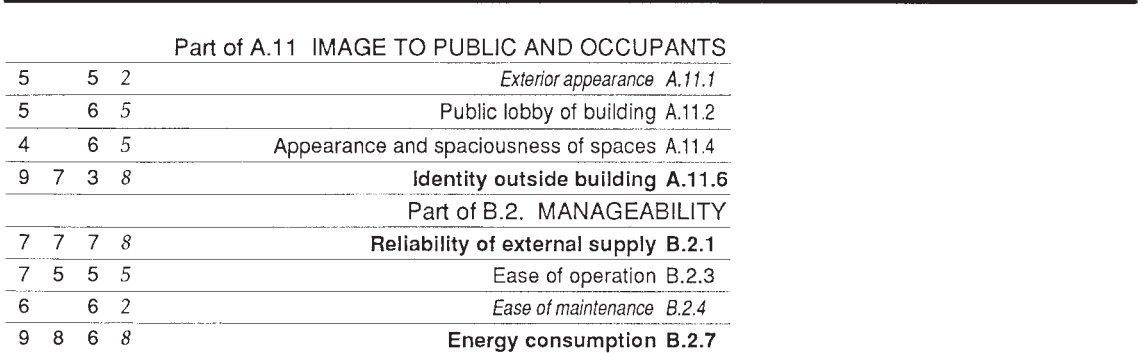 Part of A.11 IMAGE TO PUBLIC AND OCCUPANTS
5 5 2 Exterior appearance A.11.1
5 6 5 Public lobby of building A.11.2
4 6 5 Appearance and spaciousness of spaces A.11.4
9 7 3 8 Identity outside building A.11.6
Part of B.2. MANAGEABILITY
7 7 7 8 Reliability of external supply B.2.1
7 5 5 5 Ease of operation B.2.3
6 6 2 Ease of maintenance B.2.4
9 8 6 8 Energy consumption B.2.7